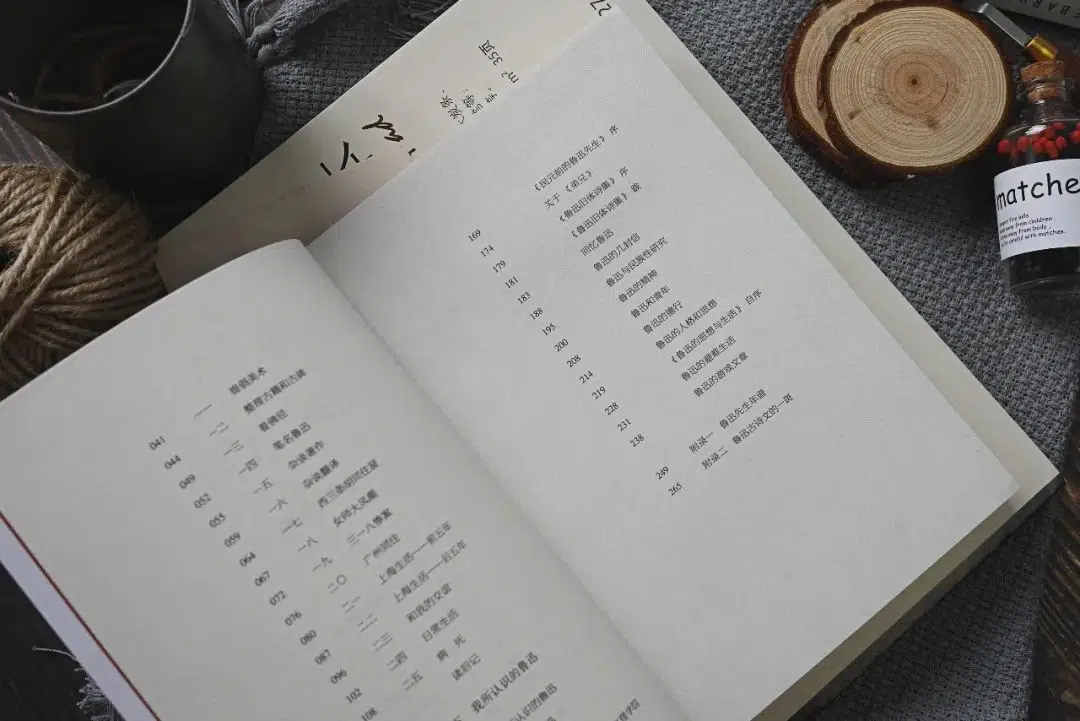 35页
041 一一 提倡美术
044 一二 整理古籍和古碑
049 一三 看佛经
052 一四 笔名鲁迅
055 一五 杂谈著作
059 一六 杂谈翻译
064 一七 西三条胡同住屋
067 一八 女师大风潮
072 一九 三一八惨案
076 二〇 广州同住
080 二一 上海生活——前五年
087 二二 上海生活——后五年
096 二三 和我的交谊
102 二四 日常生活
108 二五 病 死
读后记
我所认识的鲁迅
169 《民元前的鲁迅先生》 序
174 关于《弟兄》
179 《鲁迅旧体诗集》 序
181 《鲁迅旧体诗集》 跋
183 回忆鲁迅
188 鲁迅的几封信
195 鲁迅与民族性研究
200 鲁迅的精神
208 鲁迅和青年
214 鲁迅的德行
219 鲁迅的人格和思想
228 《鲁迅的思想与生活》 自序
231 鲁迅的避难生活
238 鲁迅的游戏文章
249 附录一 鲁迅先生年谱
265 附录二 鲁迅古诗文的一斑
matche